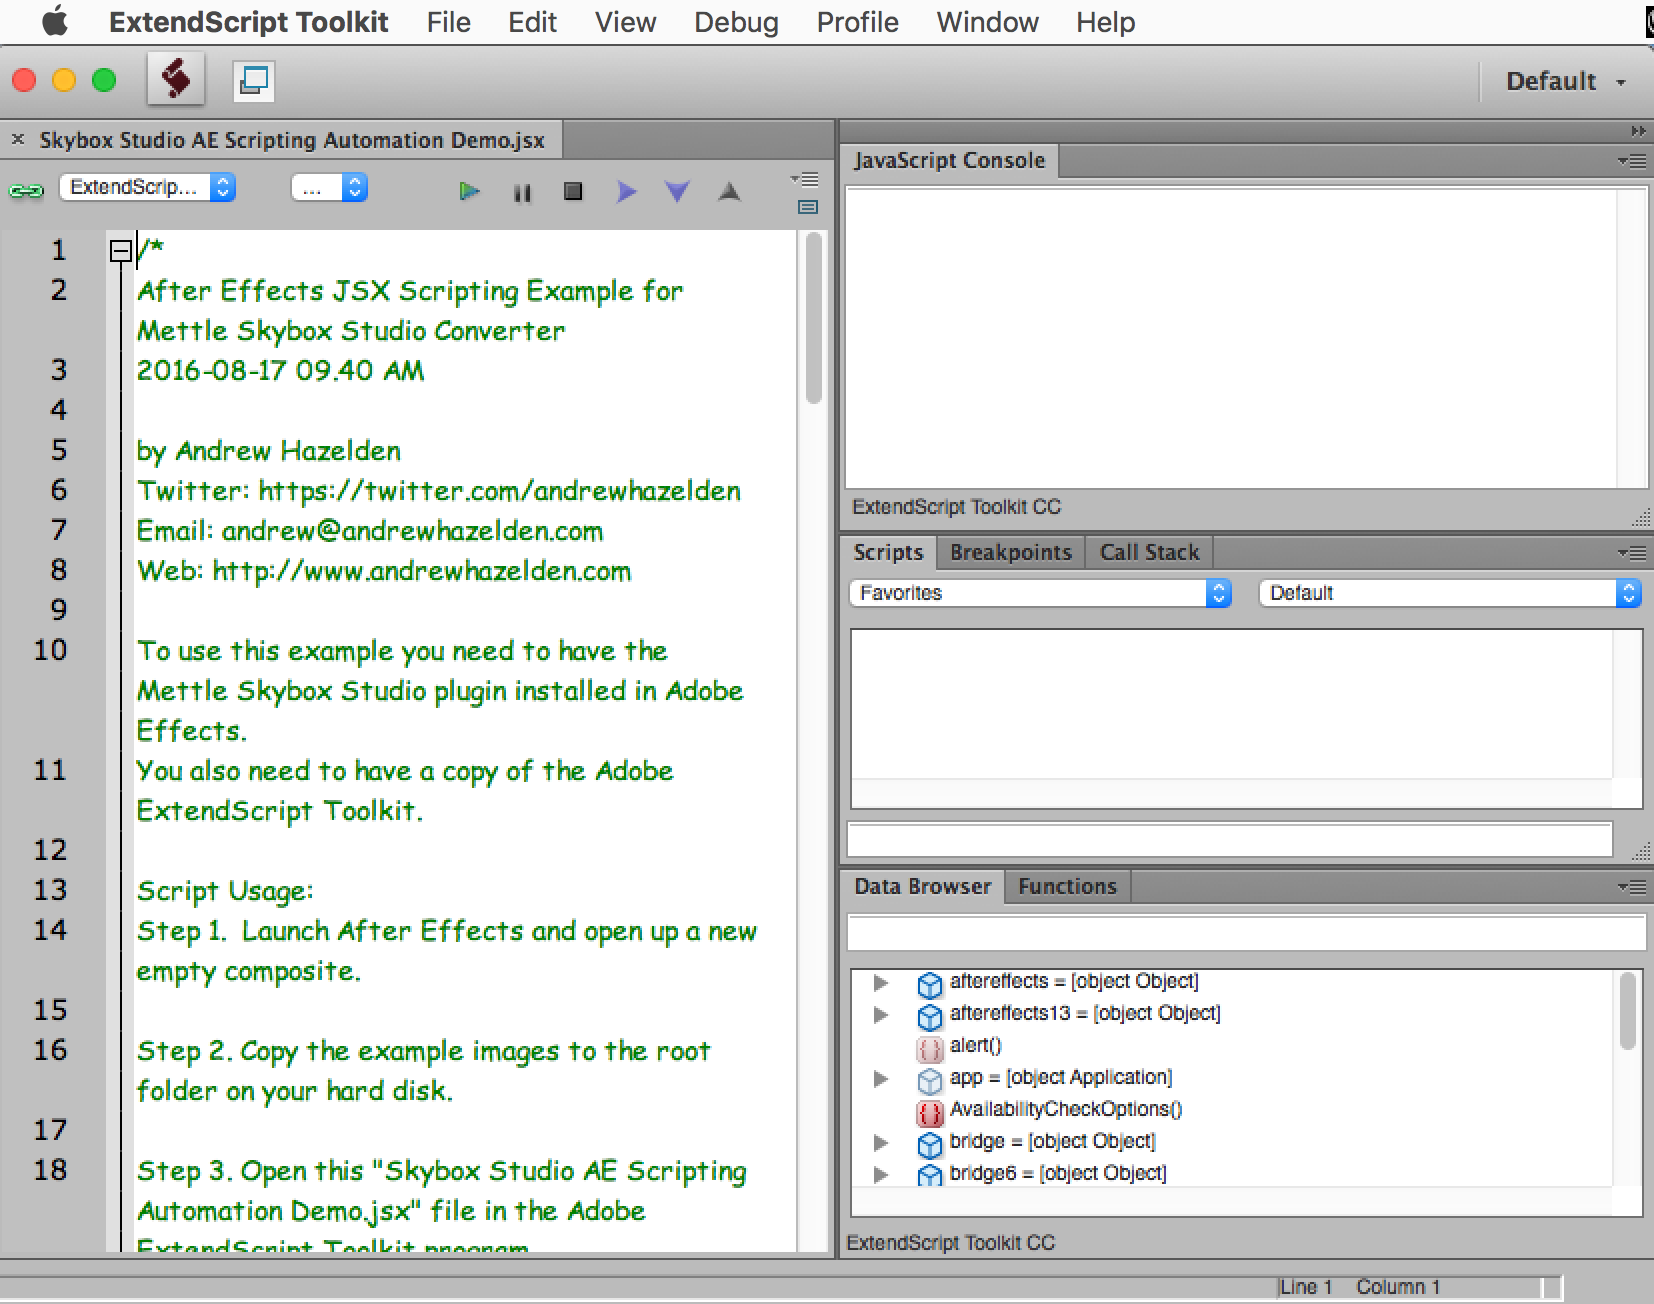 ExtendScript Toolkit File Edit View Debug Profile Window Help
Default
Skybox Studio AE Scripting Automation Demo.jsx
ExtendScrip... ...
1 /*
2 After Effects JSX Scripting Example for
Mettle Skybox Studio Converter
3 2016-08-17 09.40 AM
4
5 by Andrew Hazelden
6 Twitter: https://twitter.com/andrewhazelden
7 Email: andrew@andrewhazelden.com
8 Web: http://www.andrewhazelden.com
9
10 To use this example you need to have the
Mettle Skybox Studio plugin installed in Adobe
Effects.
11 You also need to have a copy of the Adobe
ExtendScript Toolkit.
12
13 Script Usage:
14 Step 1.  Launch After Effects and open up a new
empty composite.
15
16 Step 2. Copy the example images to the root
folder on your hard disk.
17
18 Step 3. Open this "Skybox Studio AE Scripting
Automation Demo.jsx" file in the Adobe
ExtendScript Toolkit program
JavaScript Console
ExtendScript Toolkit CC
Scripts Breakpoints Call Stack
Favorites Default
Data Browser Functions
aftereffects = [object Object]
aftereffects13 = [object Object]
alert()
app = [object Application]
AvailabilityCheckOptions()
bridge = [object Object]
bridge6 = [object Object]
ExtendScript Toolkit CC
Line 1 Column 1